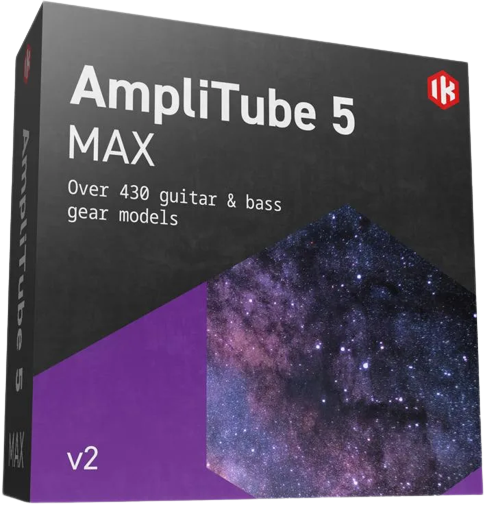 AmpliTube 5
MAX
Over 430 guitar & bass
gear models
v2
IK
AmpliTube 5
MAX